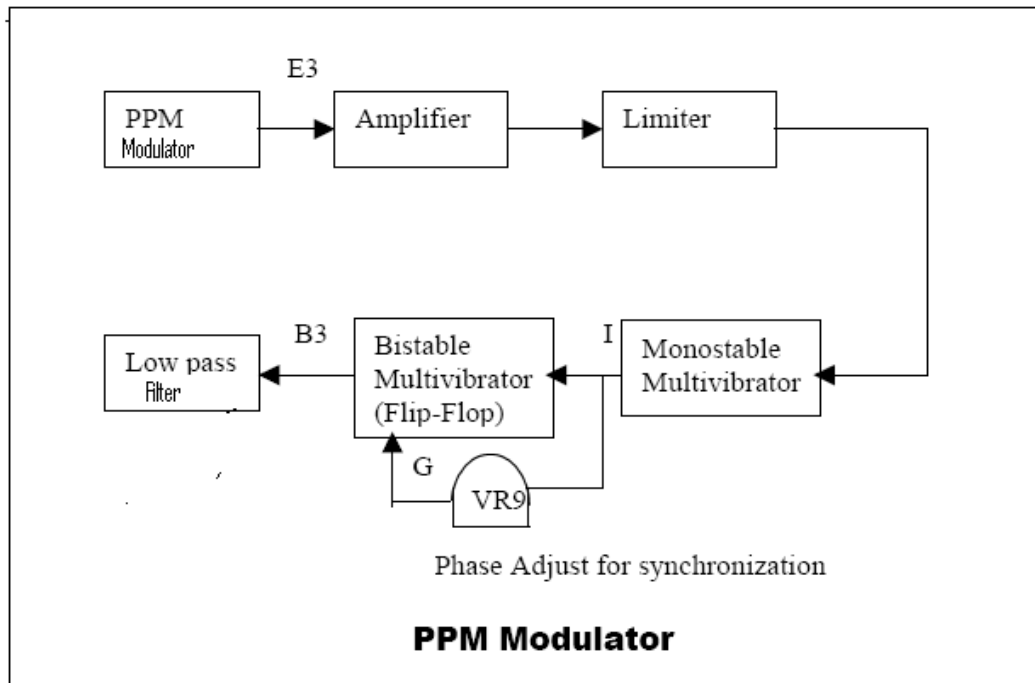 E3
PPM
Modulator
Amplifier
Limiter
B3
Low pass
Filter
Bistable
Multivibrator
(Flip-Flop)
I
Monostable
Multivibrator
G
VR9
Phase Adjust for synchronization
PPM Modulator